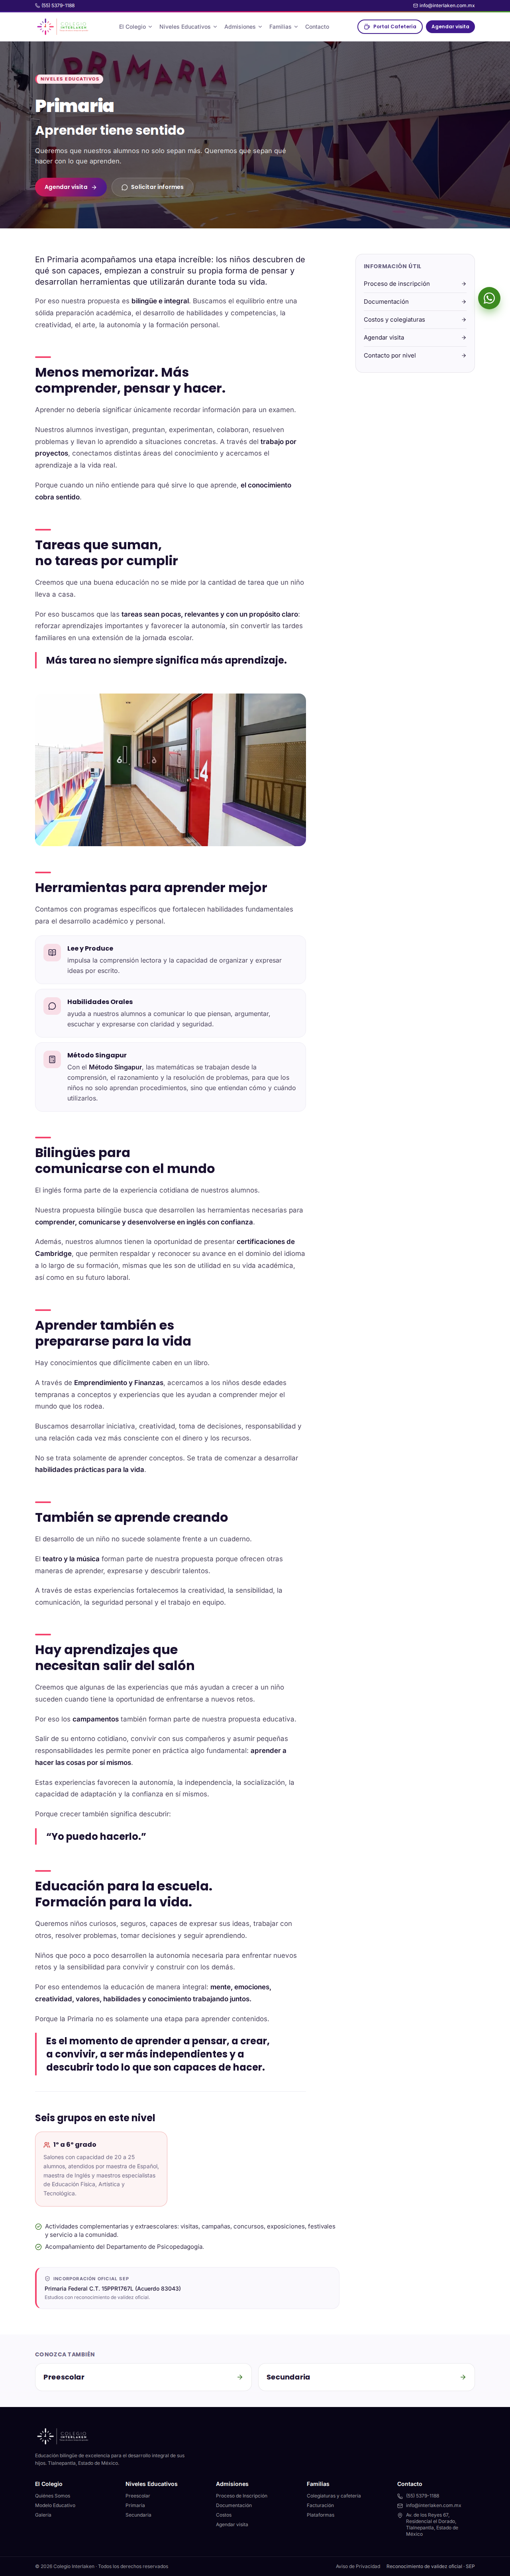 (55) 5379-1188
info@interlaken.com.mx
COLEGIO
INTERLAKEN
El Colegio
Niveles Educativos
Admisiones
Familias
Contacto
Portal Cafetería
Agendar visita
NIVELES EDUCATIVOS
Primaria
Aprender tiene sentido
Queremos que nuestros alumnos no solo sepan más. Queremos que sepan qué
hacer con lo que aprenden.
Agendar visita
Solicitar informes
En Primaria acompañamos una etapa increíble: los niños descubren de
qué son capaces, empiezan a construir su propia forma de pensar y
desarrollan herramientas que utilizarán durante toda su vida.
Por eso nuestra propuesta es bilingüe e integral. Buscamos el equilibrio entre una
sólida preparación académica, el desarrollo de habilidades y competencias, la
creatividad, el arte, la autonomía y la formación personal.
INFORMACIÓN ÚTIL
Proceso de inscripción
Documentación
Costos y colegiaturas
Agendar visita
Contacto por nivel
Menos memorizar. Más
comprender, pensar y hacer.
Aprender no debería significar únicamente recordar información para un examen.
Nuestros alumnos investigan, preguntan, experimentan, colaboran, resuelven
problemas y llevan lo aprendido a situaciones concretas. A través del trabajo por
proyectos, conectamos distintas áreas del conocimiento y acercamos el
aprendizaje a la vida real.
Porque cuando un niño entiende para qué sirve lo que aprende, el conocimiento
cobra sentido.
Tareas que suman,
no tareas por cumplir
Creemos que una buena educación no se mide por la cantidad de tarea que un niño
lleva a casa.
Por eso buscamos que las tareas sean pocas, relevantes y con un propósito claro:
reforzar aprendizajes importantes y favorecer la autonomía, sin convertir las tardes
familiares en una extensión de la jornada escolar.
Más tarea no siempre significa más aprendizaje.
6
4
Herramientas para aprender mejor
Contamos con programas específicos que fortalecen habilidades fundamentales
para el desarrollo académico y personal.
Lee y Produce
impulsa la comprensión lectora y la capacidad de organizar y expresar
ideas por escrito.
Habilidades Orales
ayuda a nuestros alumnos a comunicar lo que piensan, argumentar,
escuchar y expresarse con claridad y seguridad.
Método Singapur
Con el Método Singapur, las matemáticas se trabajan desde la
comprensión, el razonamiento y la resolución de problemas, para que los
niños no solo aprendan procedimientos, sino que entiendan cómo y cuándo
utilizarlos.
Bilingües para
comunicarse con el mundo
El inglés forma parte de la experiencia cotidiana de nuestros alumnos.
Nuestra propuesta bilingüe busca que desarrollen las herramientas necesarias para
comprender, comunicarse y desenvolverse en inglés con confianza.
Además, nuestros alumnos tienen la oportunidad de presentar certificaciones de
Cambridge, que permiten respaldar y reconocer su avance en el dominio del idioma
a lo largo de su formación, mismas que les son de utilidad en su vida académica,
así como en su futuro laboral.
Aprender también es
prepararse para la vida
Hay conocimientos que difícilmente caben en un libro.
A través de Emprendimiento y Finanzas, acercamos a los niños desde edades
tempranas a conceptos y experiencias que les ayudan a comprender mejor el
mundo que los rodea.
Buscamos desarrollar iniciativa, creatividad, toma de decisiones, responsabilidad y
una relación cada vez más consciente con el dinero y los recursos.
No se trata solamente de aprender conceptos. Se trata de comenzar a desarrollar
habilidades prácticas para la vida.
También se aprende creando
El desarrollo de un niño no sucede solamente frente a un cuaderno.
El teatro y la música forman parte de nuestra propuesta porque ofrecen otras
maneras de aprender, expresarse y descubrir talentos.
A través de estas experiencias fortalecemos la creatividad, la sensibilidad, la
comunicación, la seguridad personal y el trabajo en equipo.
Hay aprendizajes que
necesitan salir del salón
Creemos que algunas de las experiencias que más ayudan a crecer a un niño
suceden cuando tiene la oportunidad de enfrentarse a nuevos retos.
Por eso los campamentos también forman parte de nuestra propuesta educativa.
Salir de su entorno cotidiano, convivir con sus compañeros y asumir pequeñas
responsabilidades les permite poner en práctica algo fundamental: aprender a
hacer las cosas por sí mismos.
Estas experiencias favorecen la autonomía, la independencia, la socialización, la
capacidad de adaptación y la confianza en sí mismos.
Porque crecer también significa descubrir:
“Yo puedo hacerlo.”
Educación para la escuela.
Formación para la vida.
Queremos niños curiosos, seguros, capaces de expresar sus ideas, trabajar con
otros, resolver problemas, tomar decisiones y seguir aprendiendo.
Niños que poco a poco desarrollen la autonomía necesaria para enfrentar nuevos
retos y la sensibilidad para convivir y construir con los demás.
Por eso entendemos la educación de manera integral: mente, emociones,
creatividad, valores, habilidades y conocimiento trabajando juntos.
Porque la Primaria no es solamente una etapa para aprender contenidos.
Es el momento de aprender a pensar, a crear,
a convivir, a ser más independientes y a
descubrir todo lo que son capaces de hacer.
Seis grupos en este nivel
1° a 6° grado
Salones con capacidad de 20 a 25
alumnos, atendidos por maestra de Español,
maestra de Inglés y maestros especialistas
de Educación Física, Artística y
Tecnológica.
Actividades complementarias y extraescolares: visitas, campañas, concursos, exposiciones, festivales
y servicio a la comunidad.
Acompañamiento del Departamento de Psicopedagogía.
INCORPORACIÓN OFICIAL SEP
Primaria Federal C.T. 15PPR1767L (Acuerdo 83043)
Estudios con reconocimiento de validez oficial.
CONOZCA TAMBIÉN
Preescolar
Secundaria
COLEGIO
INTERLAKEN
Educación bilingüe de excelencia para el desarrollo integral de sus
hijos. Tlalnepantla, Estado de México.
El Colegio
Quiénes Somos
Modelo Educativo
Galería
Niveles Educativos
Preescolar
Primaria
Secundaria
Admisiones
Proceso de Inscripción
Documentación
Costos
Agendar visita
Familias
Colegiaturas y cafetería
Facturación
Plataformas
Contacto
(55) 5379-1188
info@interlaken.com.mx
Av. de los Reyes 67,
Residencial el Dorado,
Tlalnepantla, Estado de
México
© 2026 Colegio Interlaken · Todos los derechos reservados
Aviso de Privacidad
Reconocimiento de validez oficial · SEP